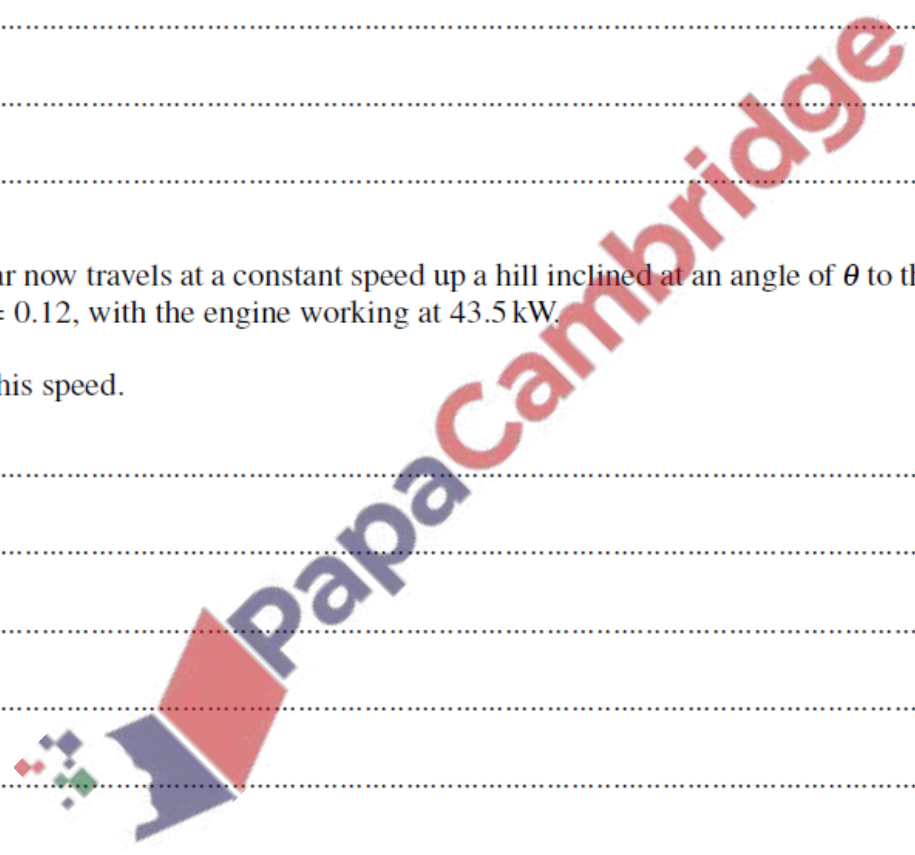 ar now travels at a constant speed up a hill inclined at an angle of θ to th
= 0.12, with the engine working at 43.5 kW.
his speed.
PapaCambridge